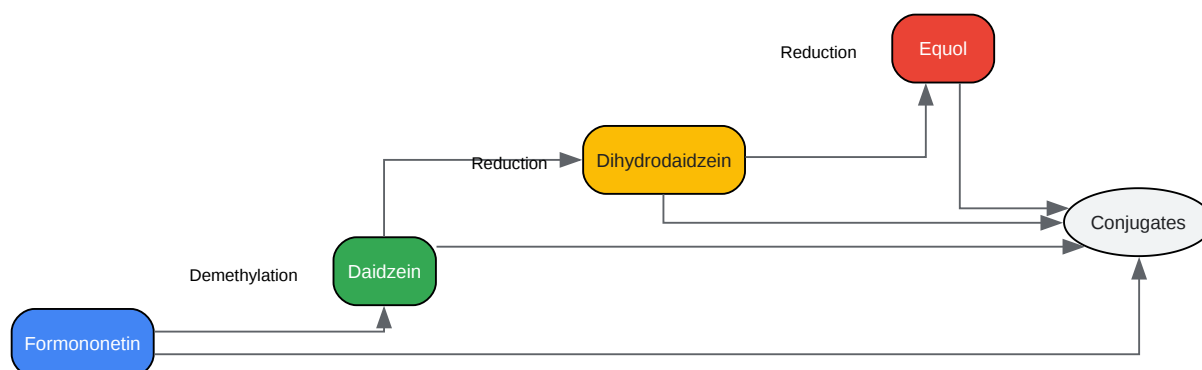 Reduction
Equol
Reduction
Dihydrodaidzein
Conjugates
Demethylation
Daidzein
Formononetin